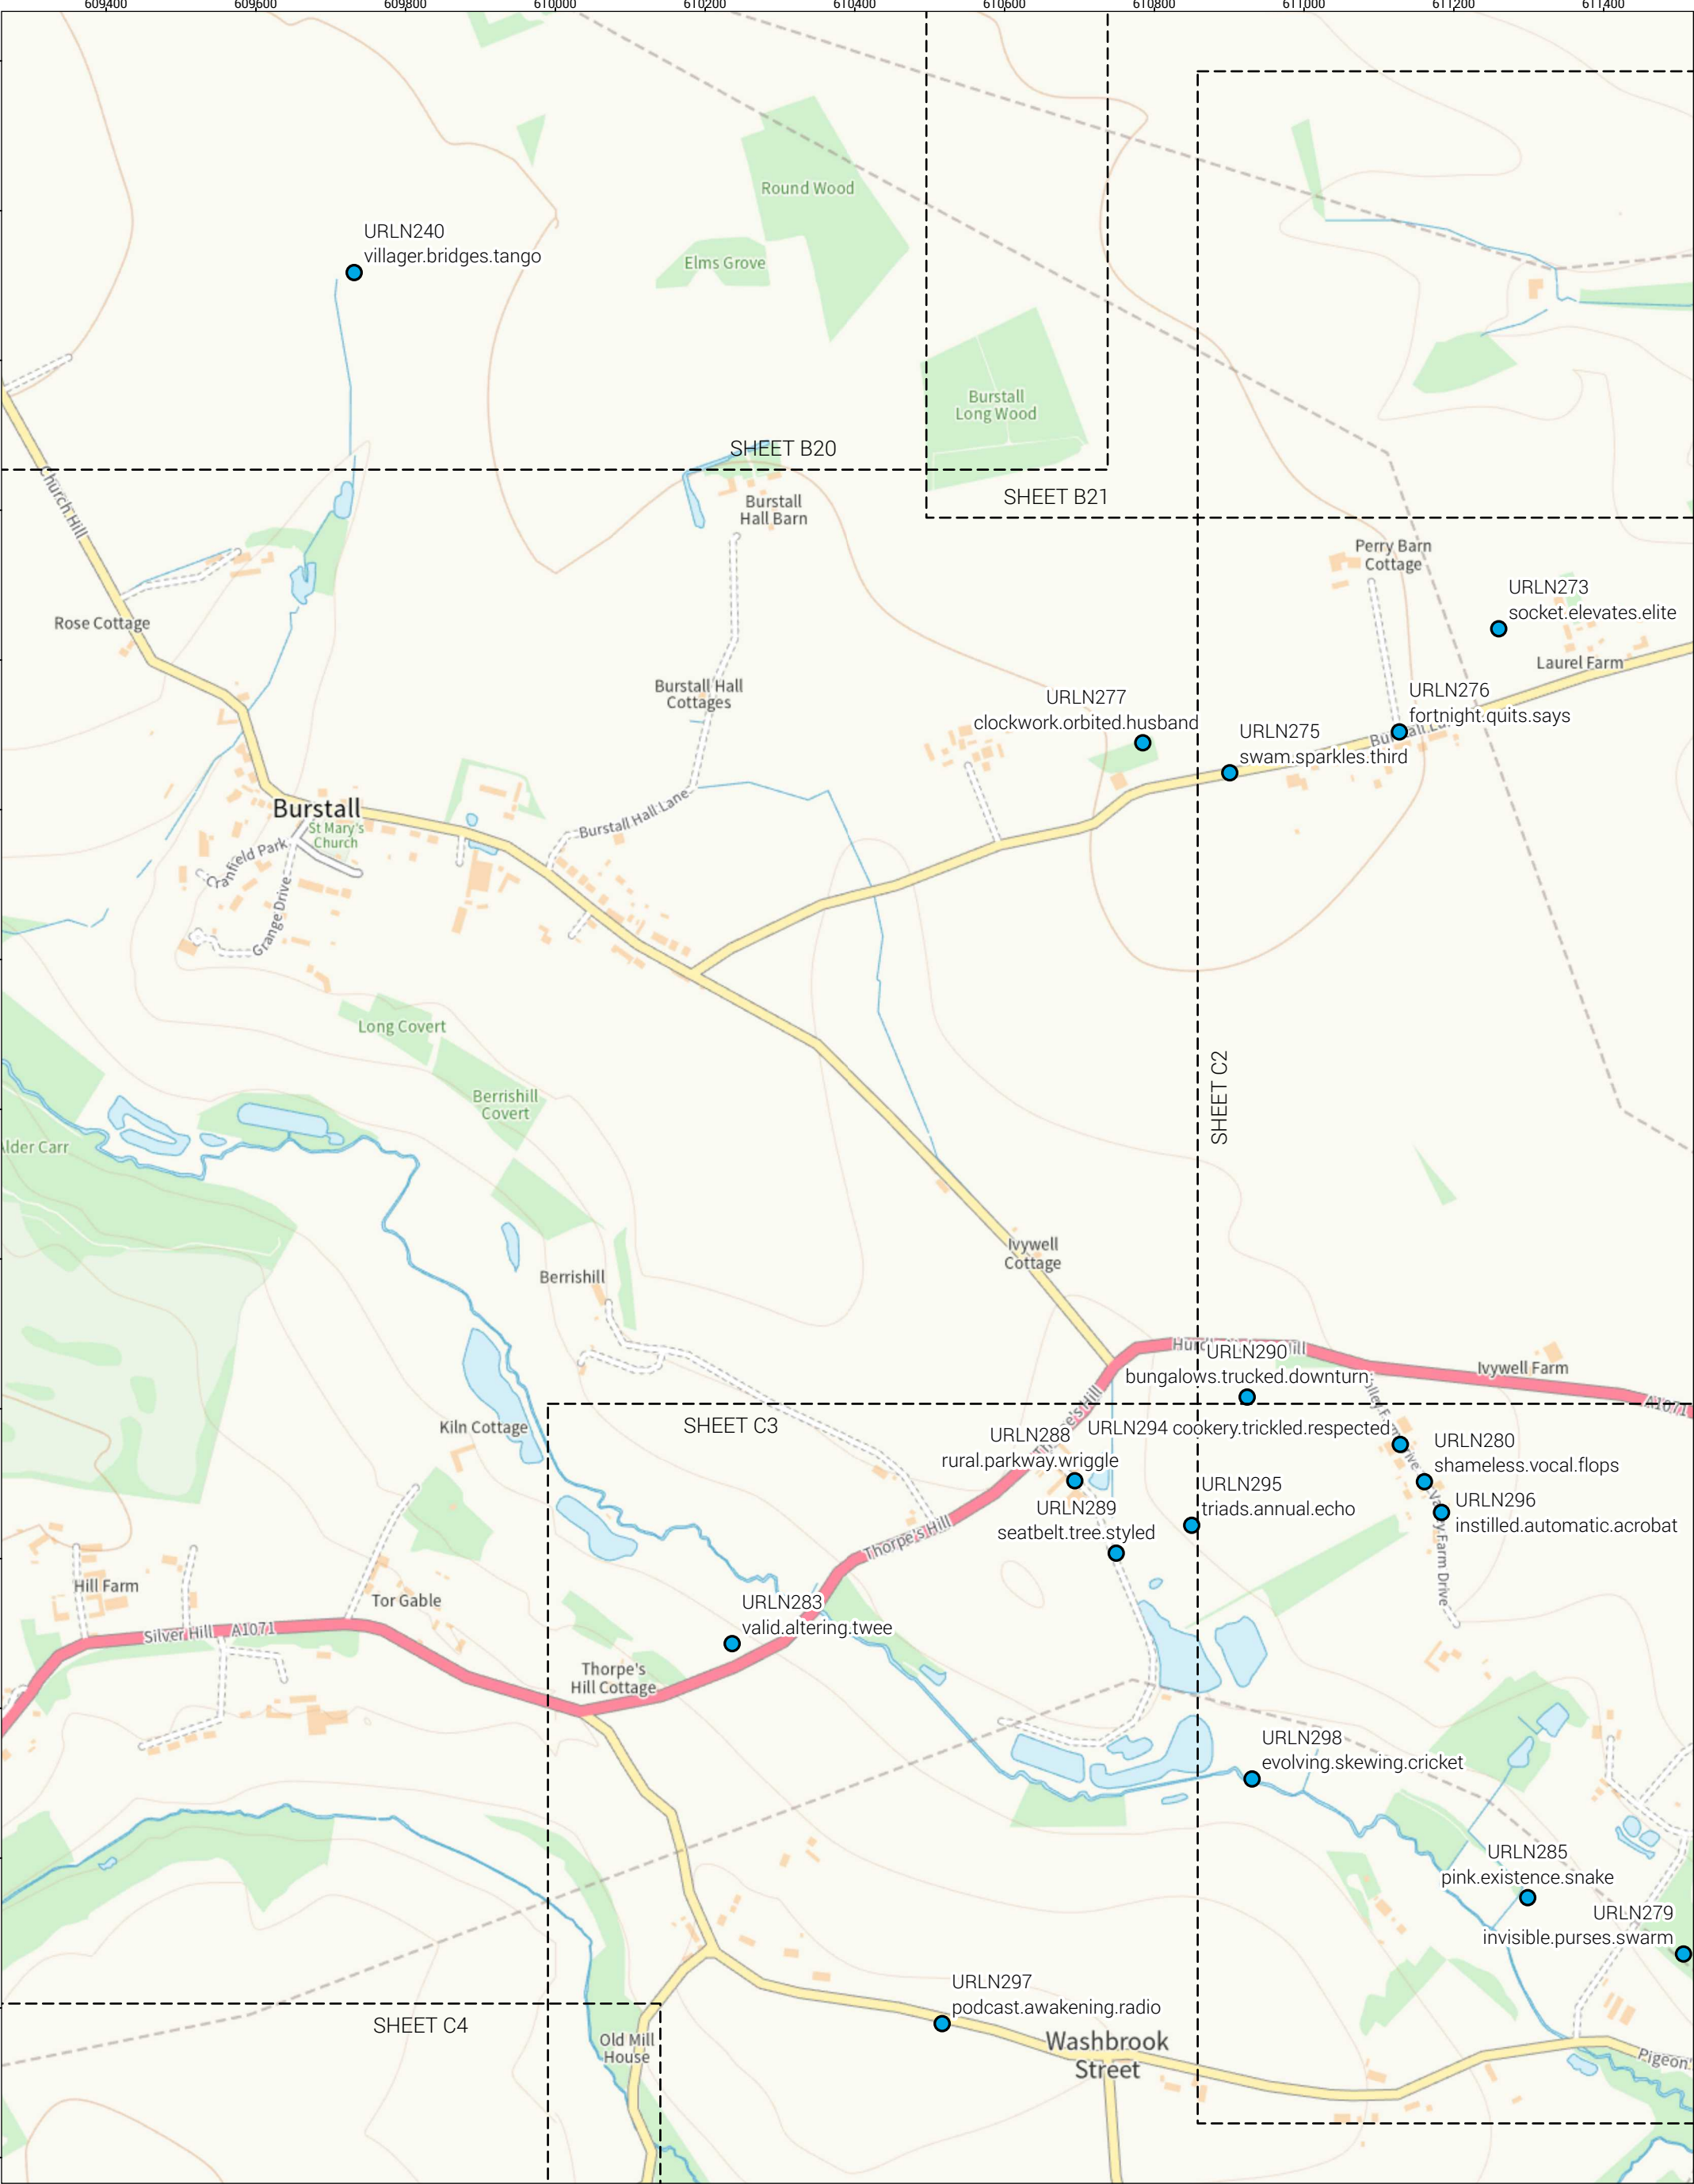 609400 609600 609800 610000 610200 610400 610600 610800 611000 611200 611400
Round Wood
URLN240
villager.bridges.tango
Elms Grove
Burstall
Long Wood
SHEET B20
Church Hill
SHEET B21
Burstall
Hall Barn
Perry Barn
Cottage
URLN273
socket.elevates.elite
Rose Cottage
Laurel Farm
Burstall Hall
Cottages
URLN277
clockwork.orbited.husband
URLN276
fortnight.quits.says
URLN275
swam.sparkles.third
Burstall
St Mary's
Church
Burstall Hall Lane
Cranfield Park
Grange Drive
Long Covert
SHEET C2
Berrishill
Covert
Alder Carr
Ivywell
Cottage
Berrishill
URLN290
bungalows.trucked.downturn
Ivywell Farm
A1071
Kiln Cottage
SHEET C3
URLN294 cookery.trickled.respected
URLN288
rural.parkway.wriggle
URLN280
shameless.vocal.flops
URLN295
triads.annual.echo
URLN296
instilled.automatic.acrobat
URLN289
seatbelt.tree.styled
Thorpe's Hill
Farm Drive
Hill Farm
Tor Gable
URLN283
valid.altering.twee
Silver Hill A1071
Thorpe's
Hill Cottage
URLN298
evolving.skewing.cricket
URLN285
pink.existence.snake
URLN279
invisible.purses.swarm
URLN297
podcast.awakening.radio
SHEET C4
Old Mill
House
Washbrook
Street
Pigeon